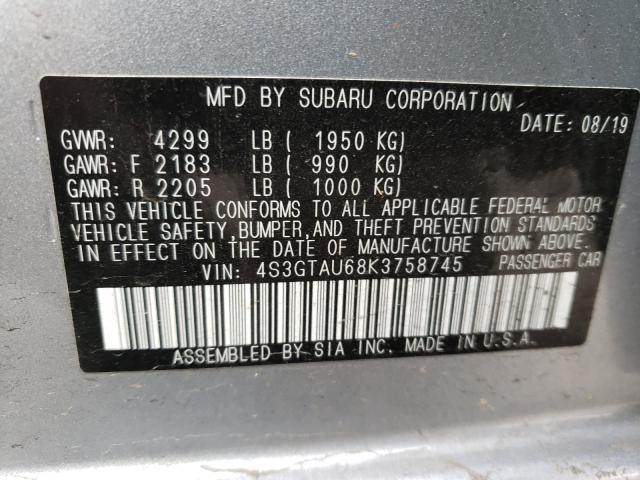 MFD BY SUBARU CORPORATION
DATE: 08/19
GVWR: 4299 LB ( 1950 KG)
GAWR: F 2183 LB ( 990 KG)
GAWR: R 2205 LB ( 1000 KG)
THIS VEHICLE CONFORMS TO ALL APPLICABLE FEDERAL MOTOR
VEHICLE SAFETY, BUMPER, AND THEFT PREVENTION STANDARDS
IN EFFECT ON THE DATE OF MANUFACTURE SHOWN ABOVE.
VIN: 4S3GTAU68K3758745 PASSENGER CAR
ASSEMBLED BY SIA INC. MADE IN U.S.A.